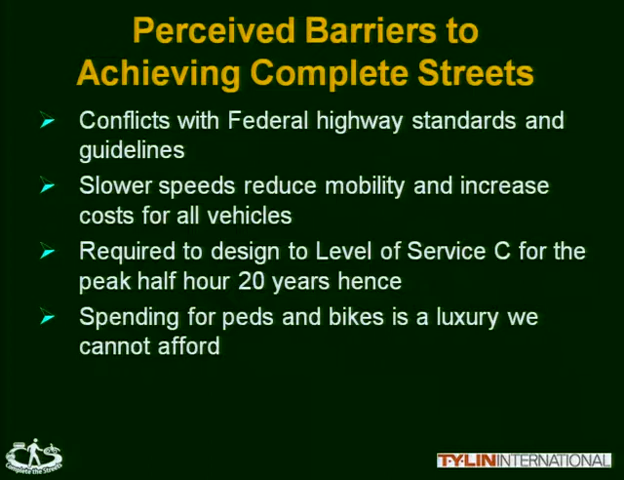 Perceived Barriers to
Achieving Complete Streets
Conflicts with Federal highway standards and
guidelines
Slower speeds reduce mobility and increase
costs for all vehicles
Required to design to Level of Service C for the
peak half hour 20 years hence
Spending for peds and bikes is a luxury we
cannot afford
Complete the Streets
TYLININTERNATIONAL